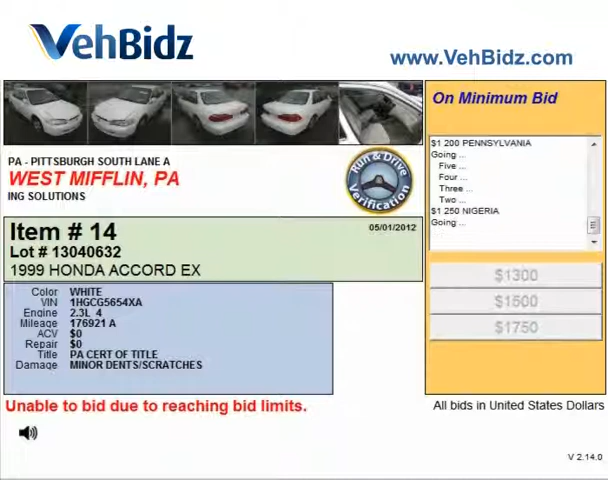 VehBidz
www.VehBidz.com
On Minimum Bid
$1 200 PENNSYLVANIA
Going ...
Five ...
Four ...
Three ...
Two ...
$1 250 NIGERIA
Going ...
PA - PITTSBURGH SOUTH LANE A
WEST MIFFLIN, PA
ING SOLUTIONS
Run & Drive
Verification
Item # 14
05/01/2012
Lot # 13040632
1999 HONDA ACCORD EX
$1300
$1500
$1750
Color WHITE
VIN 1HGCG5654XA
Engine 2.3L 4
Mileage 176921 A
ACV $0
Repair $0
Title PA CERT OF TITLE
Damage MINOR DENTS/SCRATCHES
Unable to bid due to reaching bid limits.
All bids in United States Dollars
V 2.14.0